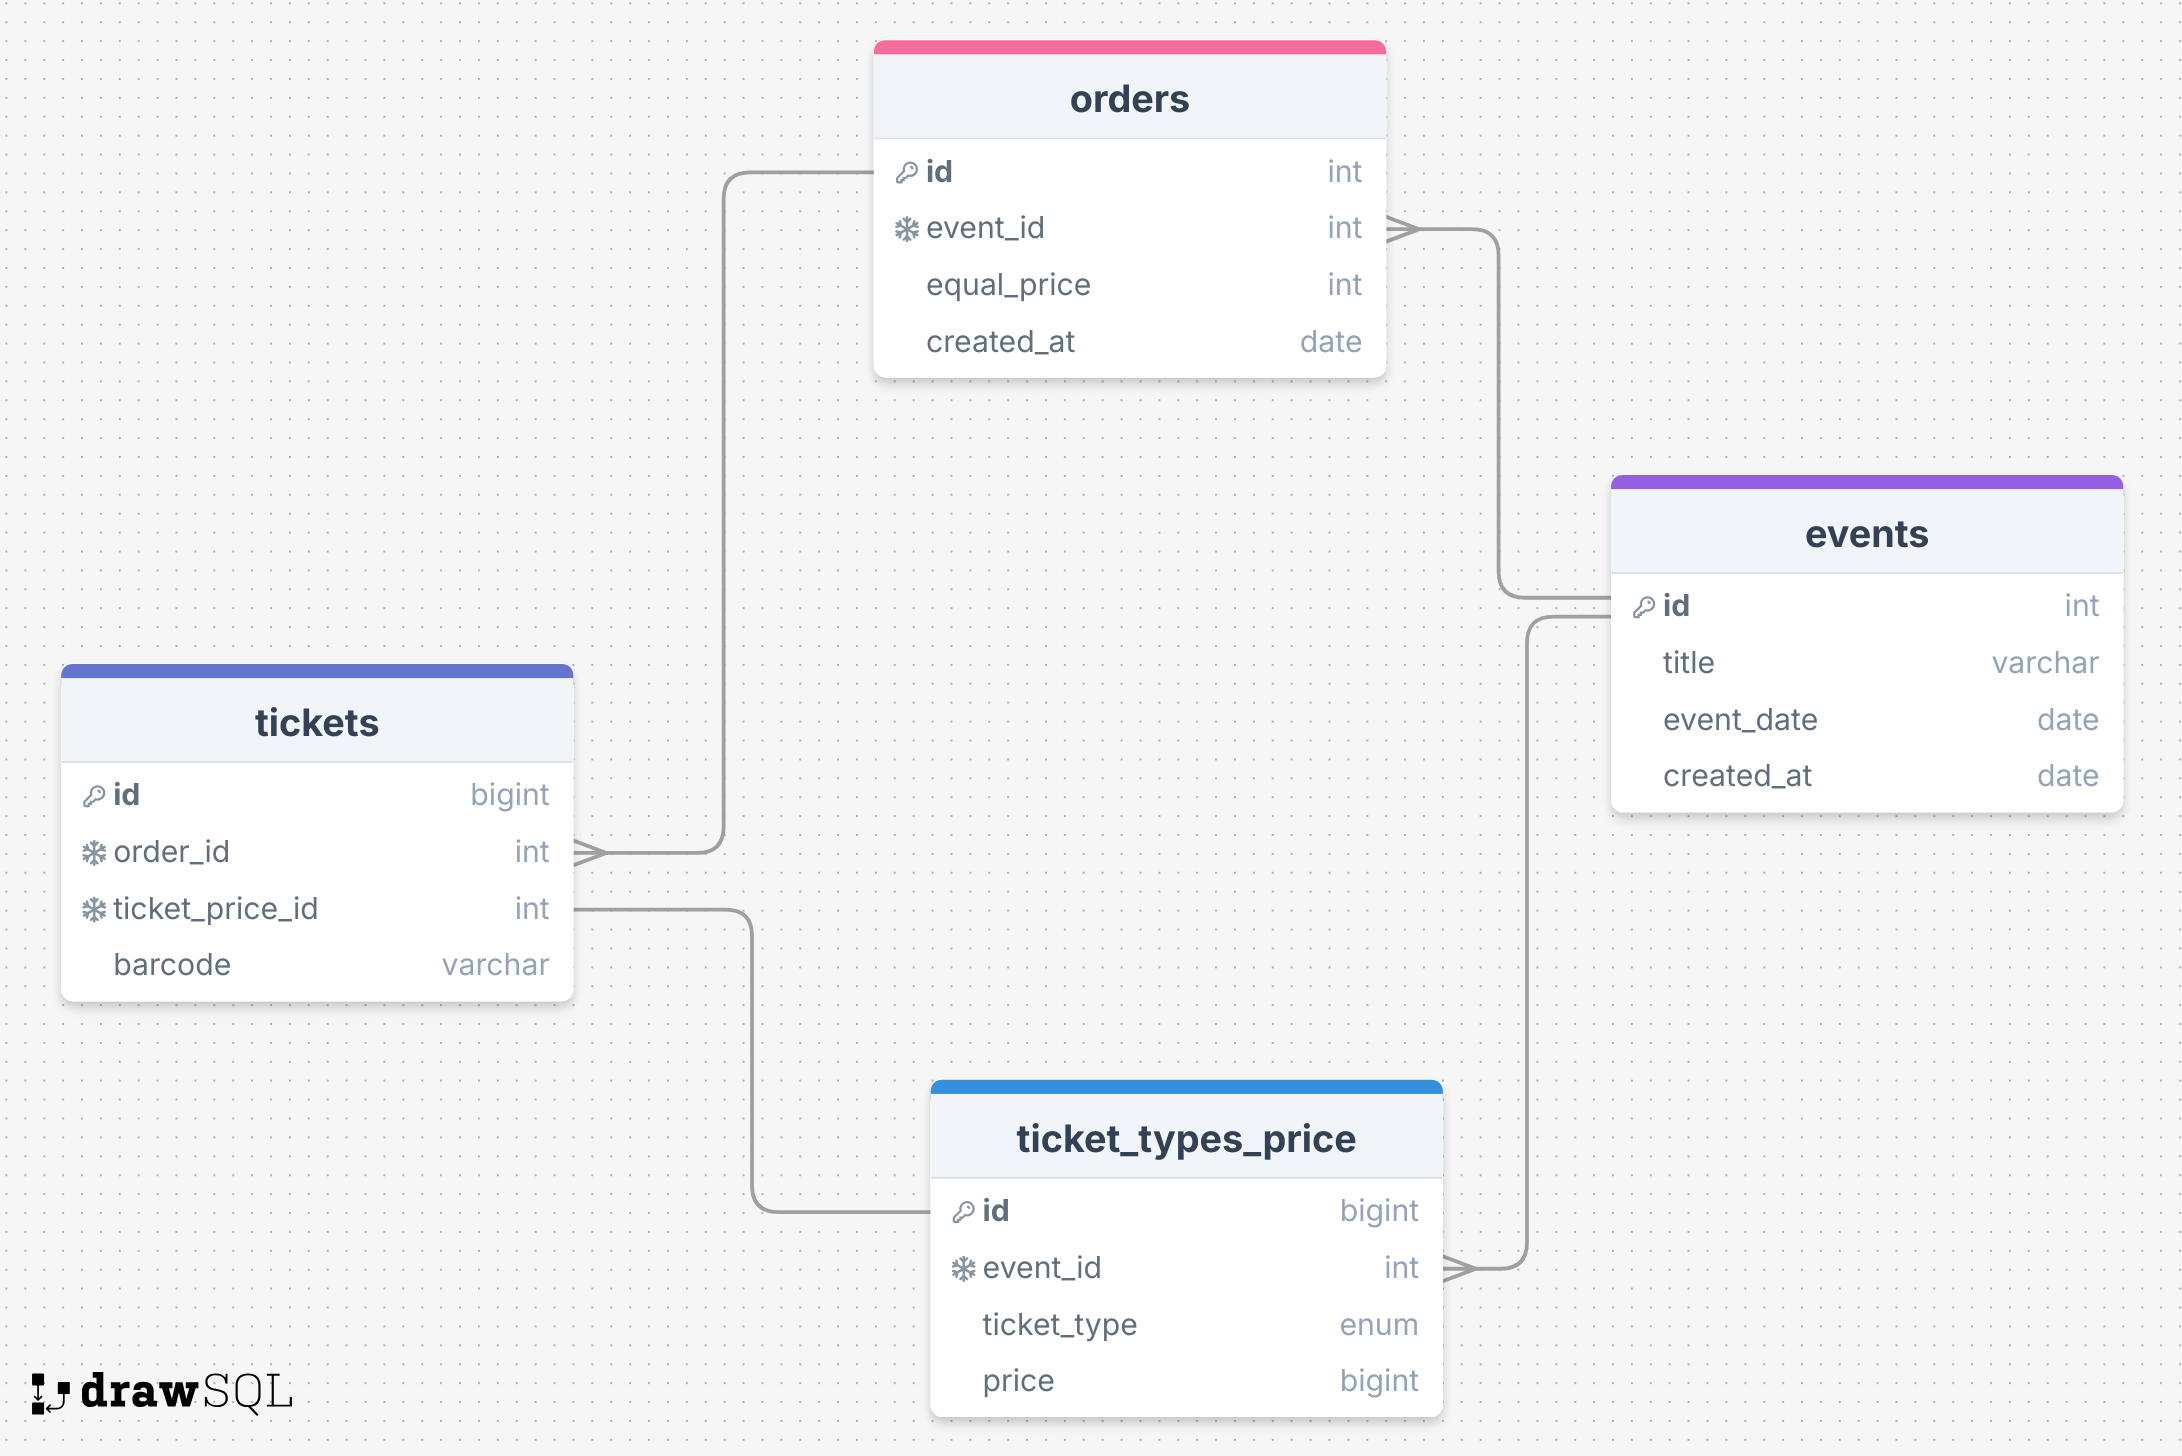 orders
id int
event_id int
equal_price int
created_at date
events
id int
title varchar
event_date date
created_at date
tickets
id bigint
order_id int
ticket_price_id int
barcode varchar
ticket_types_price
id bigint
event_id int
ticket_type enum
price bigint
drawSQL